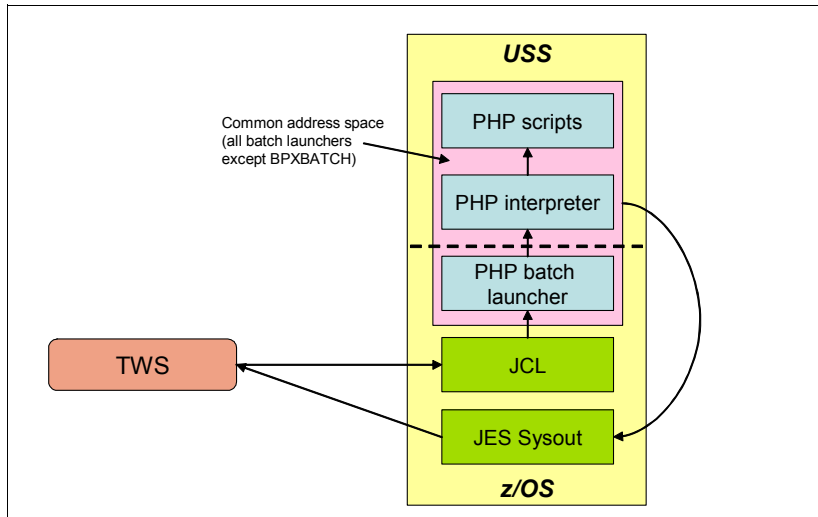 USS
PHP scripts
Common address space
(all batch launchers
except BPXBATCH)
PHP interpreter
PHP batch
launcher
TWS
JCL
JES Sysout
z/OS